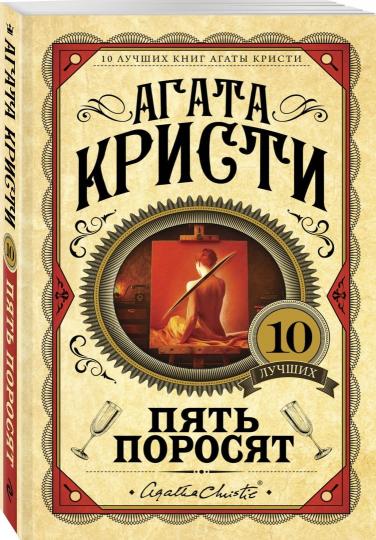 10 ЛУЧШИХ КНИГ АГАТЫ КРИСТИ
АГАТА
КРИСТИ
10
ЛУЧШИХ
ПЯТЬ
ПОРОСЯТ
Agatha Christie®
АГАТА КРИСТИ
10
ПЯТЬ ПОРОСЯТ